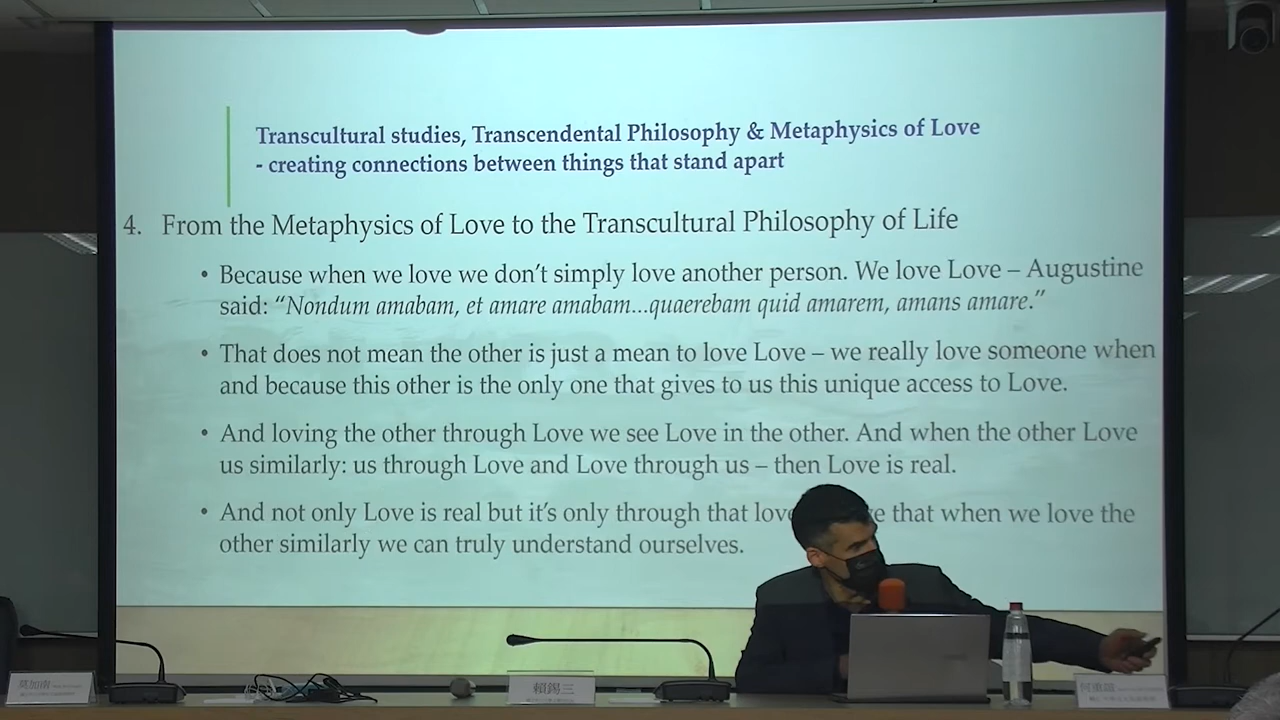 Transcultural studies, Transcendental Philosophy & Metaphysics of Love
- creating connections between things that stand apart
4. From the Metaphysics of Love to the Transcultural Philosophy of Life
• Because when we love we don't simply love another person. We love Love – Augustine
said: “Nondum amabam, et amare amabam...quaerebam quid amarem, amans amare.”
• That does not mean the other is just a mean to love Love – we really love someone when
and because this other is the only one that gives to us this unique access to Love.
• And loving the other through Love we see Love in the other. And when the other Love
us similarly: us through Love and Love through us – then Love is real.
• And not only Love is real but it's only through that that when we love the
other similarly we can truly understand ourselves.
賴錫三